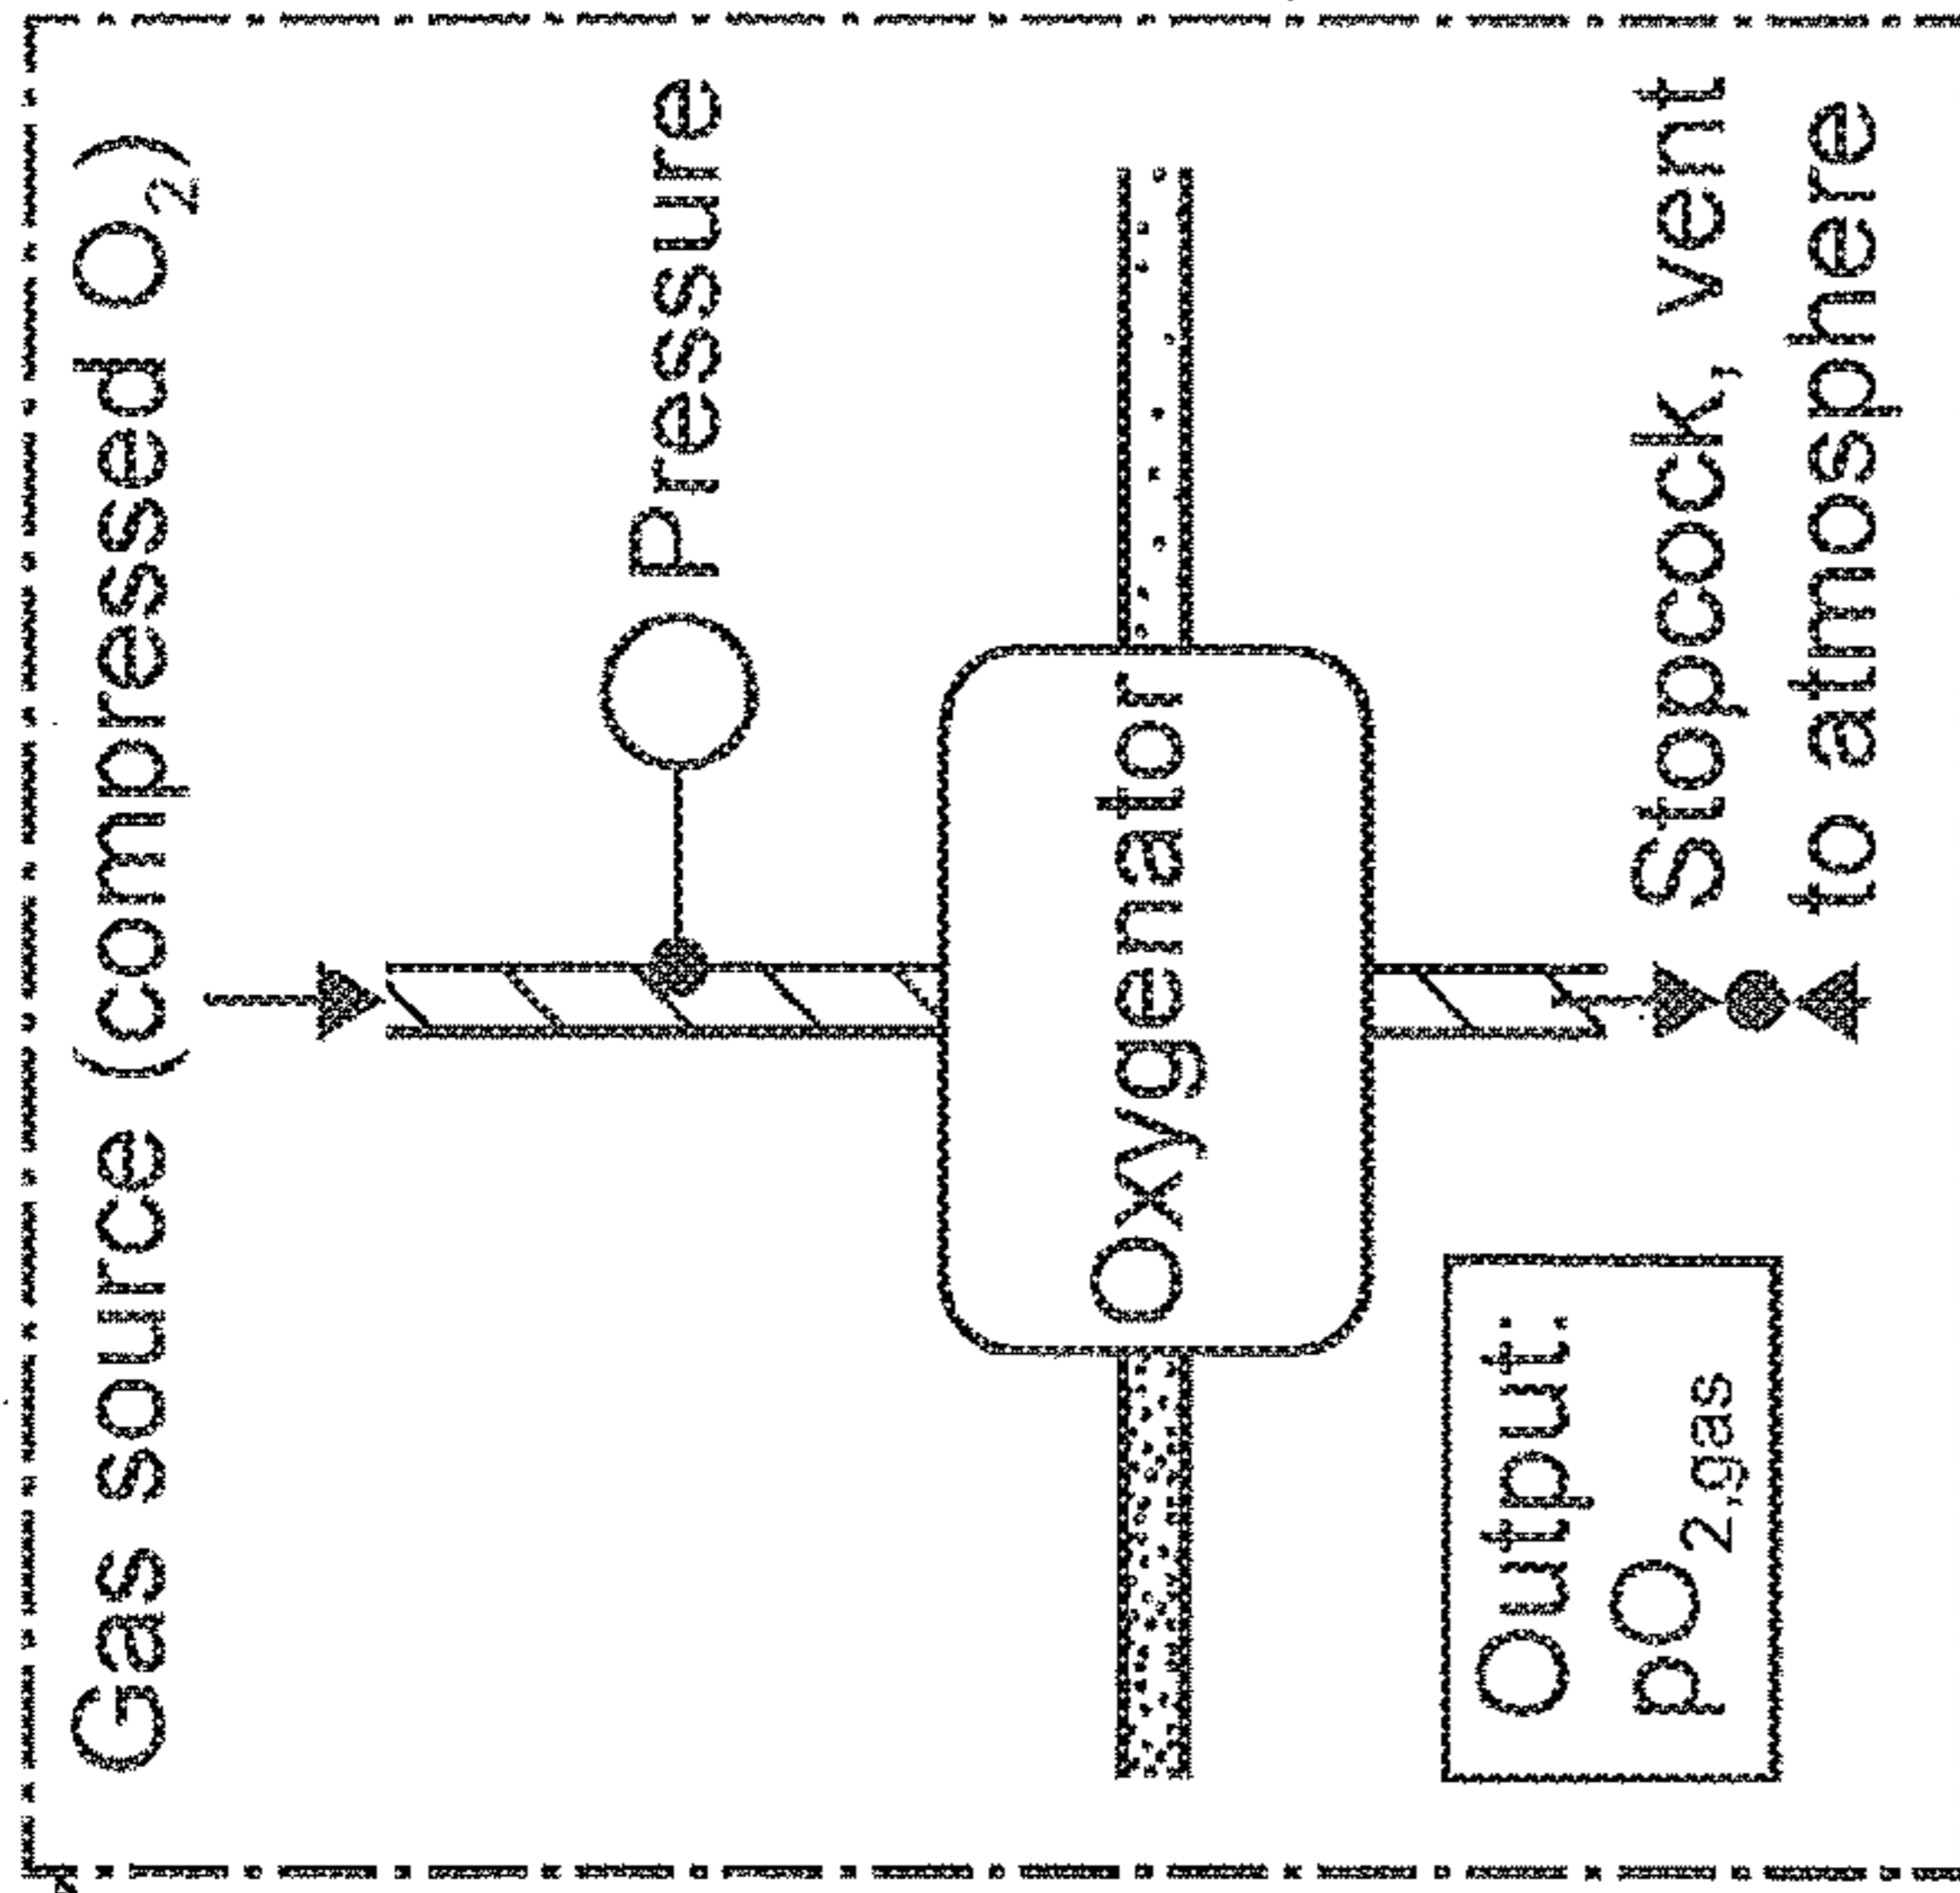 Gas source (compressed O₂)
Pressure
Oxygenator
Stopcock, vent
to atmosphere
Output:
pO₂,gas